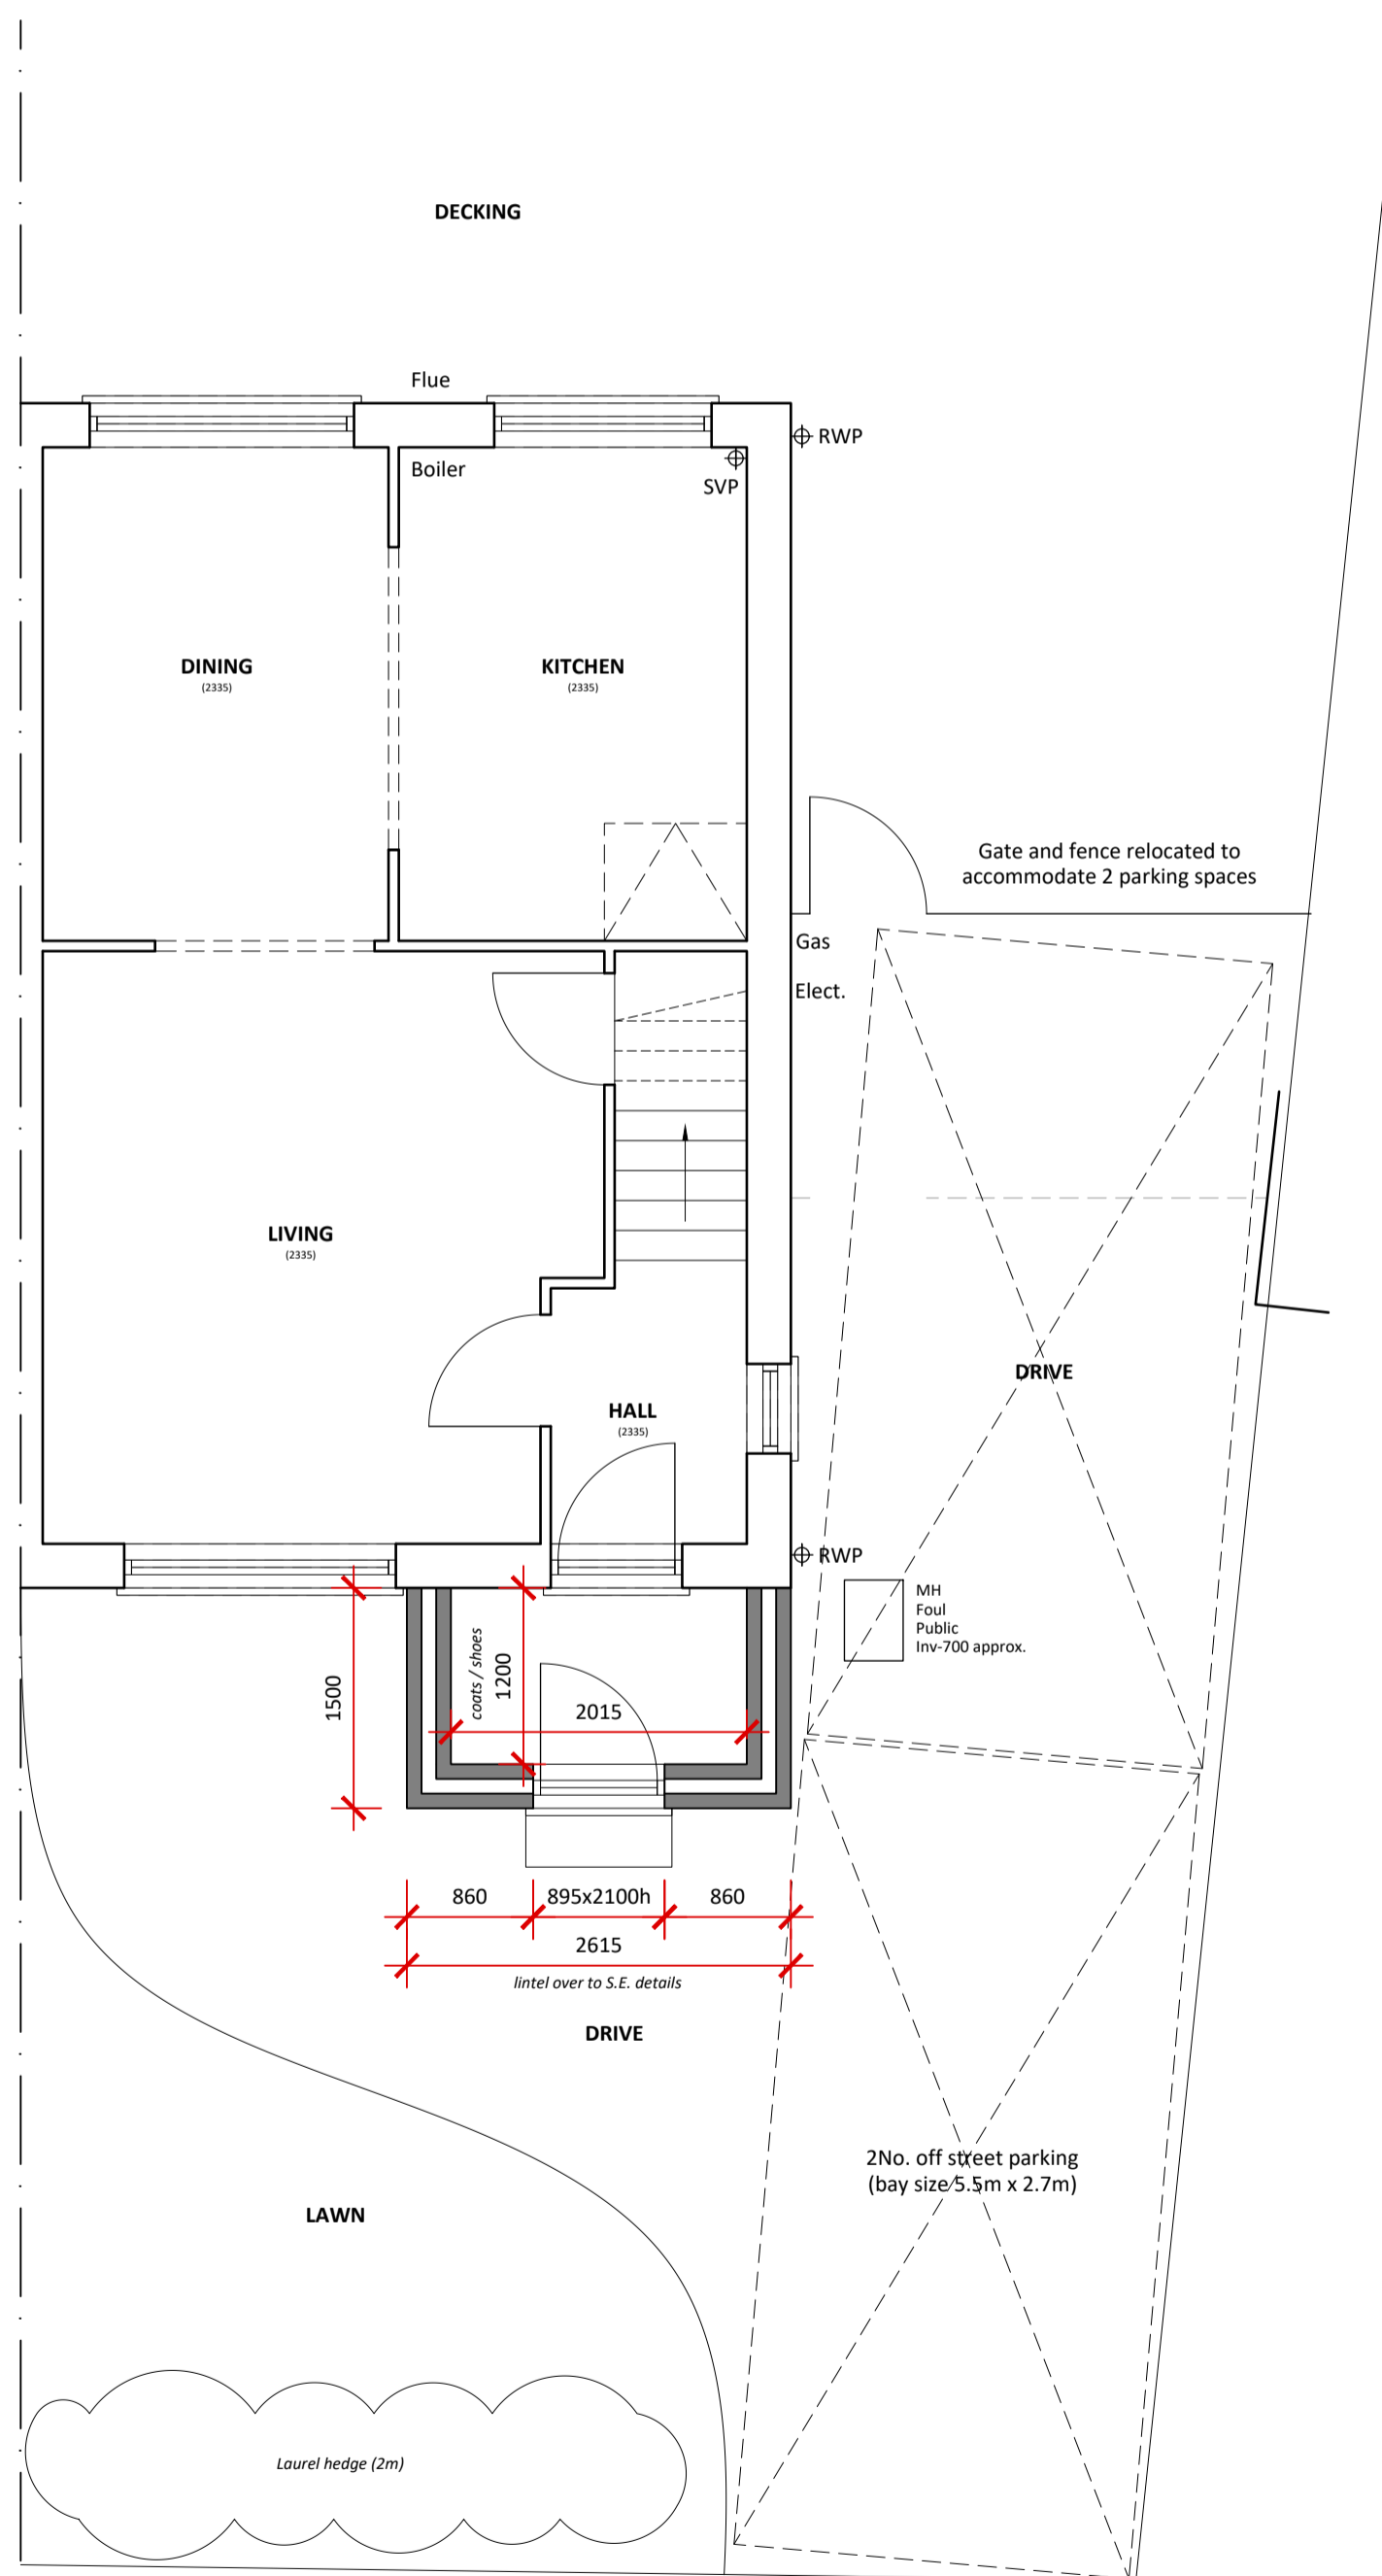 DECKING
Flue
RWP
Boiler
SVP
DINING
(2335)
KITCHEN
(2335)
Gate and fence relocated to
accommodate 2 parking spaces
Gas
Elect.
LIVING
(2335)
DRIVE
HALL
(2335)
RWP
MH
Foul
Public
Inv-700 approx.
1500
coats / shoes
1200
2015
860
895x2100h
860
2615
lintel over to S.E. details
DRIVE
2No. off street parking
(bay size 5.5m x 2.7m)
LAWN
Laurel hedge (2m)